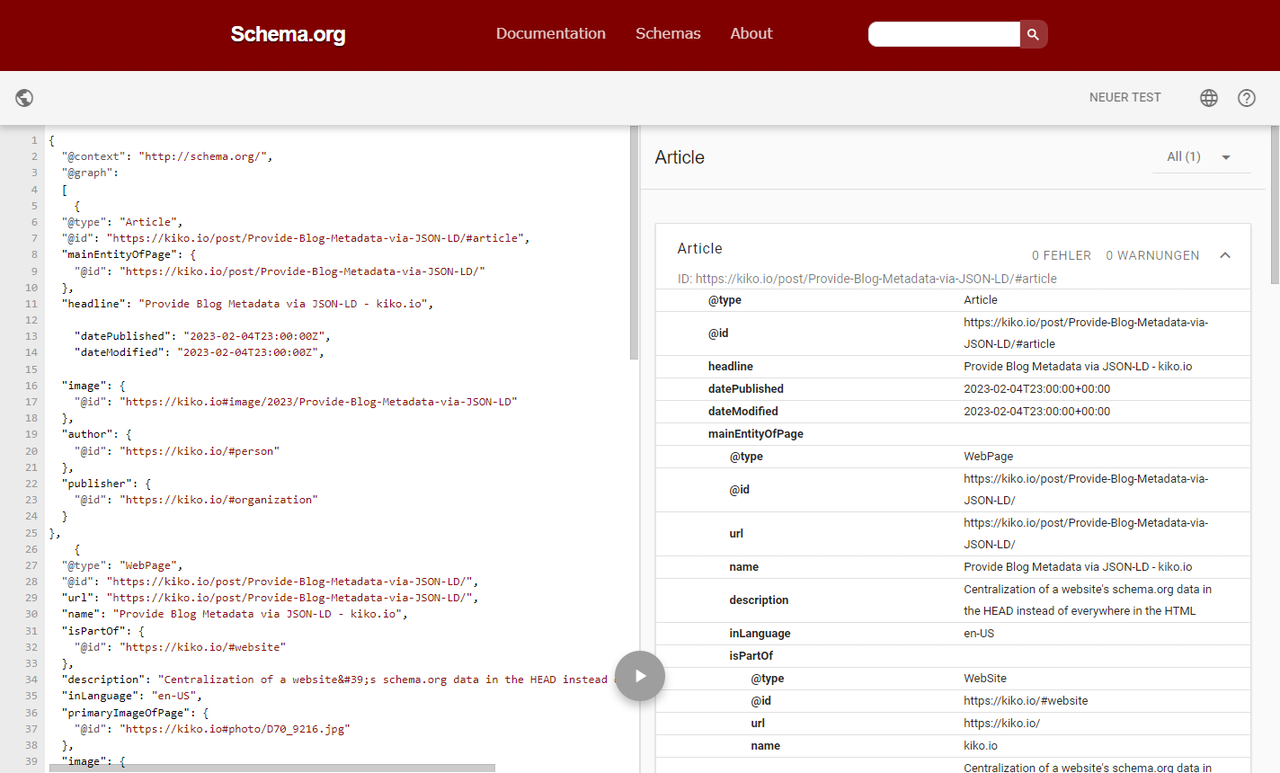 Schema.org
Documentation Schemas About
NEUER TEST
1 {
2 "@context": "http://schema.org/",
3 "@graph":
4 [
5 {
6 "@type": "Article",
7 "@id": "https://kiko.io/post/Provide-Blog-Metadata-via-JSON-LD/#article",
8 "mainEntityOfPage": {
9 "@id": "https://kiko.io/post/Provide-Blog-Metadata-via-JSON-LD/"
10 },
11 "headline": "Provide Blog Metadata via JSON-LD - kiko.io",
12
13 "datePublished": "2023-02-04T23:00:00Z",
14 "dateModified": "2023-02-04T23:00:00Z",
15
16 "image": {
17 "@id": "https://kiko.io#image/2023/Provide-Blog-Metadata-via-JSON-LD"
18 },
19 "author": {
20 "@id": "https://kiko.io/#person"
21 },
22 "publisher": {
23 "@id": "https://kiko.io/#organization"
24 }
25 },
26 {
27 "@type": "WebPage",
28 "@id": "https://kiko.io/post/Provide-Blog-Metadata-via-JSON-LD/",
29 "url": "https://kiko.io/post/Provide-Blog-Metadata-via-JSON-LD/",
30 "name": "Provide Blog Metadata via JSON-LD - kiko.io",
31 "isPartOf": {
32 "@id": "https://kiko.io/#website"
33 },
34 "description": "Centralization of a website&#39;s schema.org data in the HEAD instead
35 "inLanguage": "en-US",
36 "primaryImageOfPage": {
37 "@id": "https://kiko.io#photo/D70_9216.jpg"
38 },
39 "image": {
Article
All (1)
Article
0 FEHLER 0 WARNUNGEN
ID: https://kiko.io/post/Provide-Blog-Metadata-via-JSON-LD/#article
@type Article
@id https://kiko.io/post/Provide-Blog-Metadata-via-
JSON-LD/#article
headline Provide Blog Metadata via JSON-LD - kiko.io
datePublished 2023-02-04T23:00:00+00:00
dateModified 2023-02-04T23:00:00+00:00
mainEntityOfPage
@type WebPage
@id https://kiko.io/post/Provide-Blog-Metadata-via-
JSON-LD/
url https://kiko.io/post/Provide-Blog-Metadata-via-
JSON-LD/
name Provide Blog Metadata via JSON-LD - kiko.io
description Centralization of a website's schema.org data in
the HEAD instead of everywhere in the HTML
inLanguage en-US
isPartOf
@type WebSite
@id https://kiko.io/#website
url https://kiko.io/
name kiko.io
Centralization of a website's schema.org data in